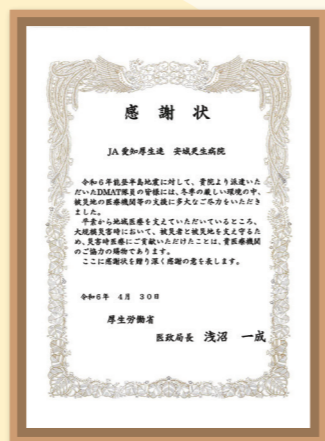 感謝状
JA 愛知厚生連 安城更生病院
令和6年能登半島地震に対して、貴院より派遣いた
だいたDMAT隊員の皆様には、冬季の厳しい環境の中、
被災地の医療機関等の支援に多大なご尽力をいただき
ました。
平素から地域医療を支えていただいているところ、
大規模災害時において、被災者と被災地を支え守るた
め、災害時医療にご貢献いただけたことは、貴医療機関
のご協力の賜物であります。
ここに感謝状を贈り深く感謝の意を表します。
令和6年 4月 30日
厚生労働省
医政局長 浅沼 一成